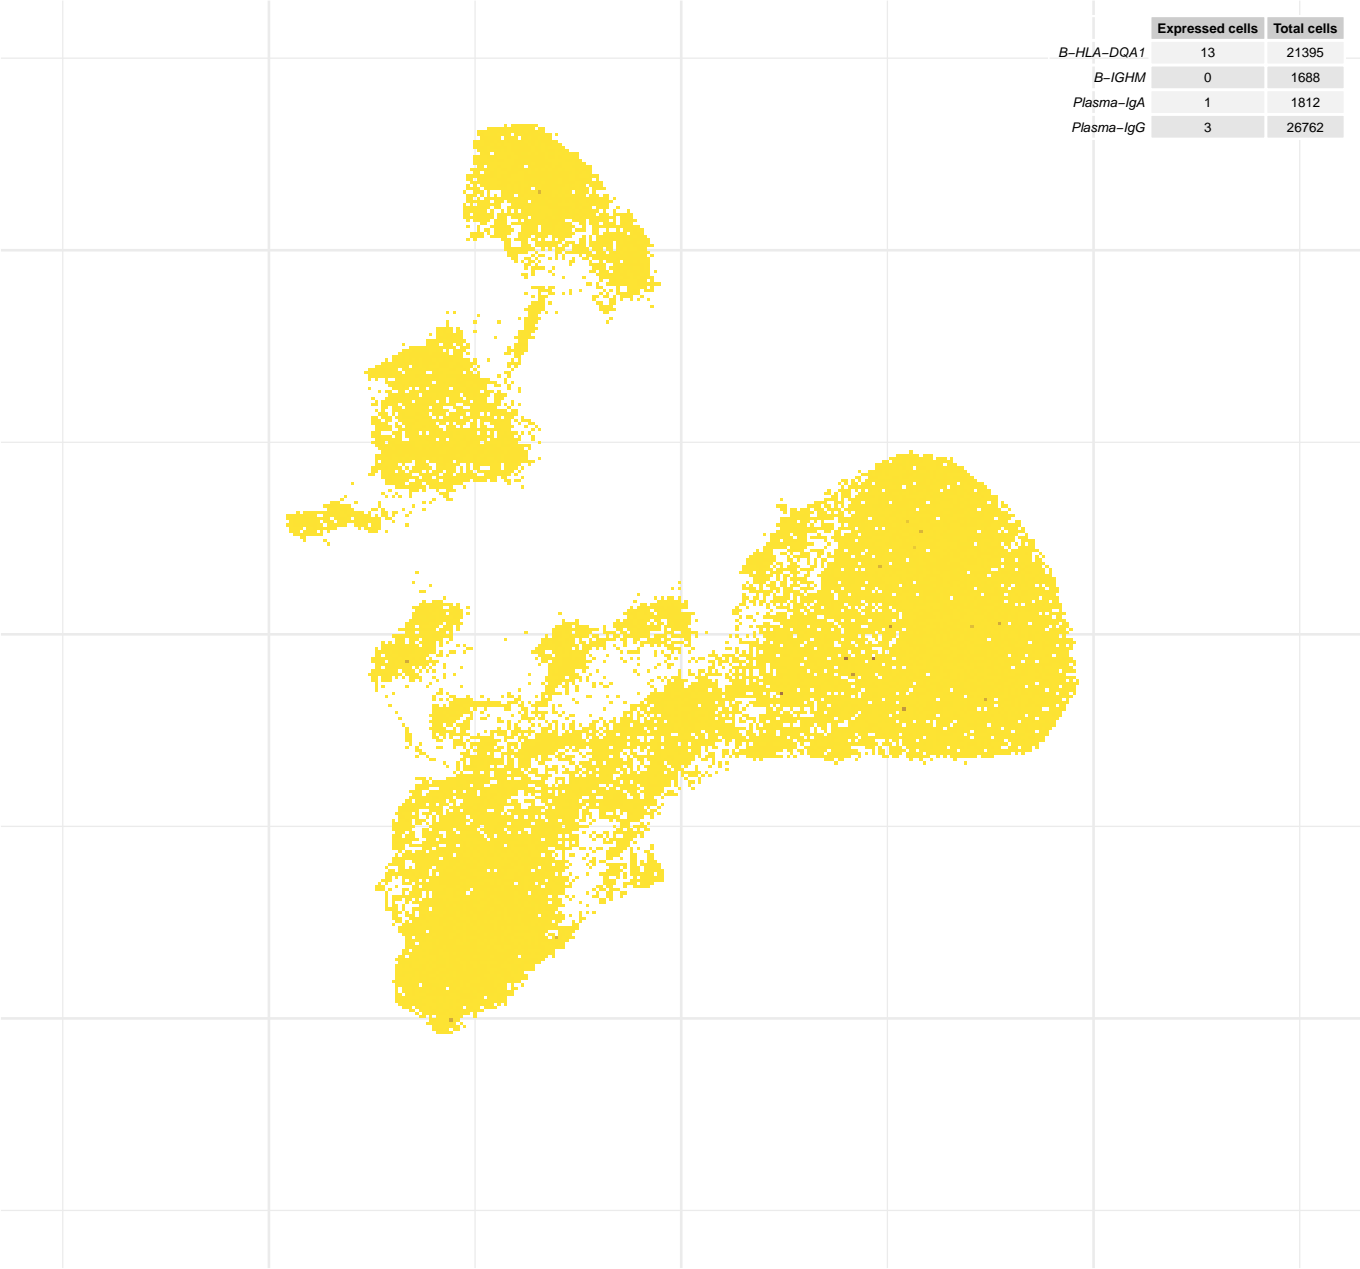 Expressed cells Total cells
B−HLA−DQA1 13 21395
B−IGHM 0 1688
Plasma−IgA 1 1812
Plasma−IgG 3 26762